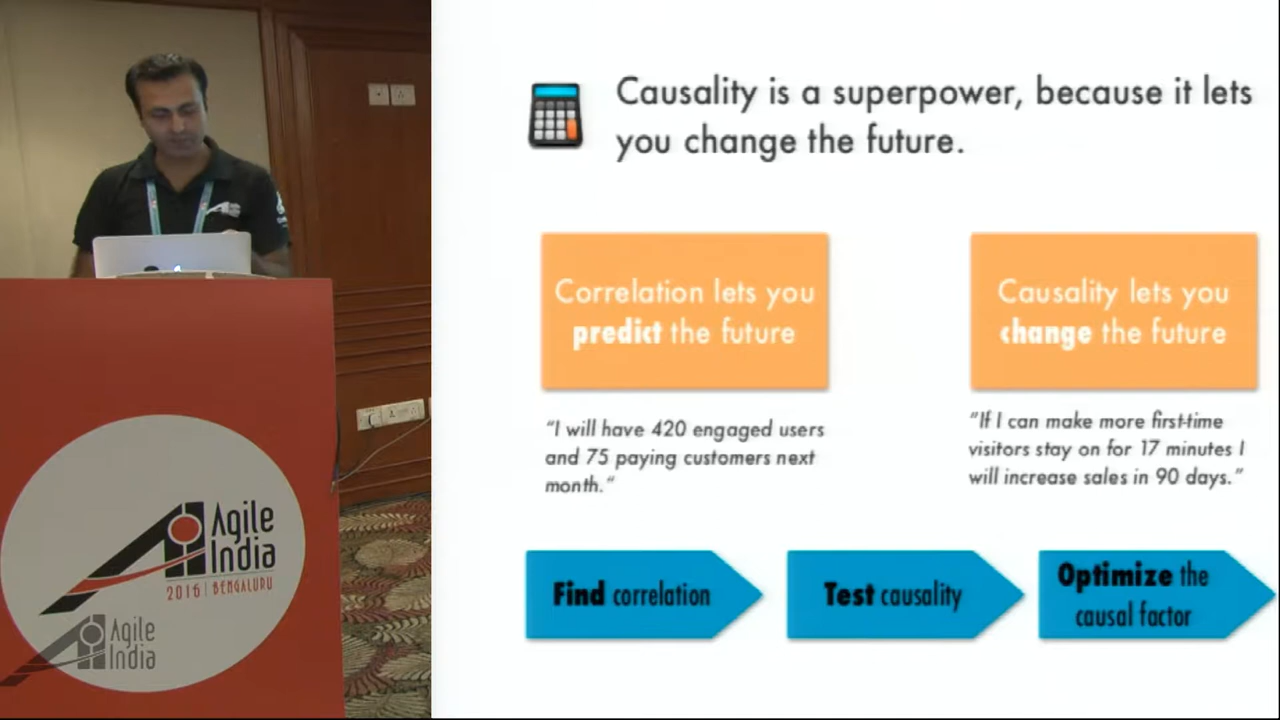 Causality is a superpower, because it lets
you change the future.
Correlation lets you
predict the future
Causality lets you
change the future
"I will have 420 engaged users
and 75 paying customers next
month."
"If I can make more first-time
visitors stay on for 17 minutes I
will increase sales in 90 days."
Find correlation
Test causality
Optimize the
causal factor
Agile
India
2016 | BENGALURU
Agile
India